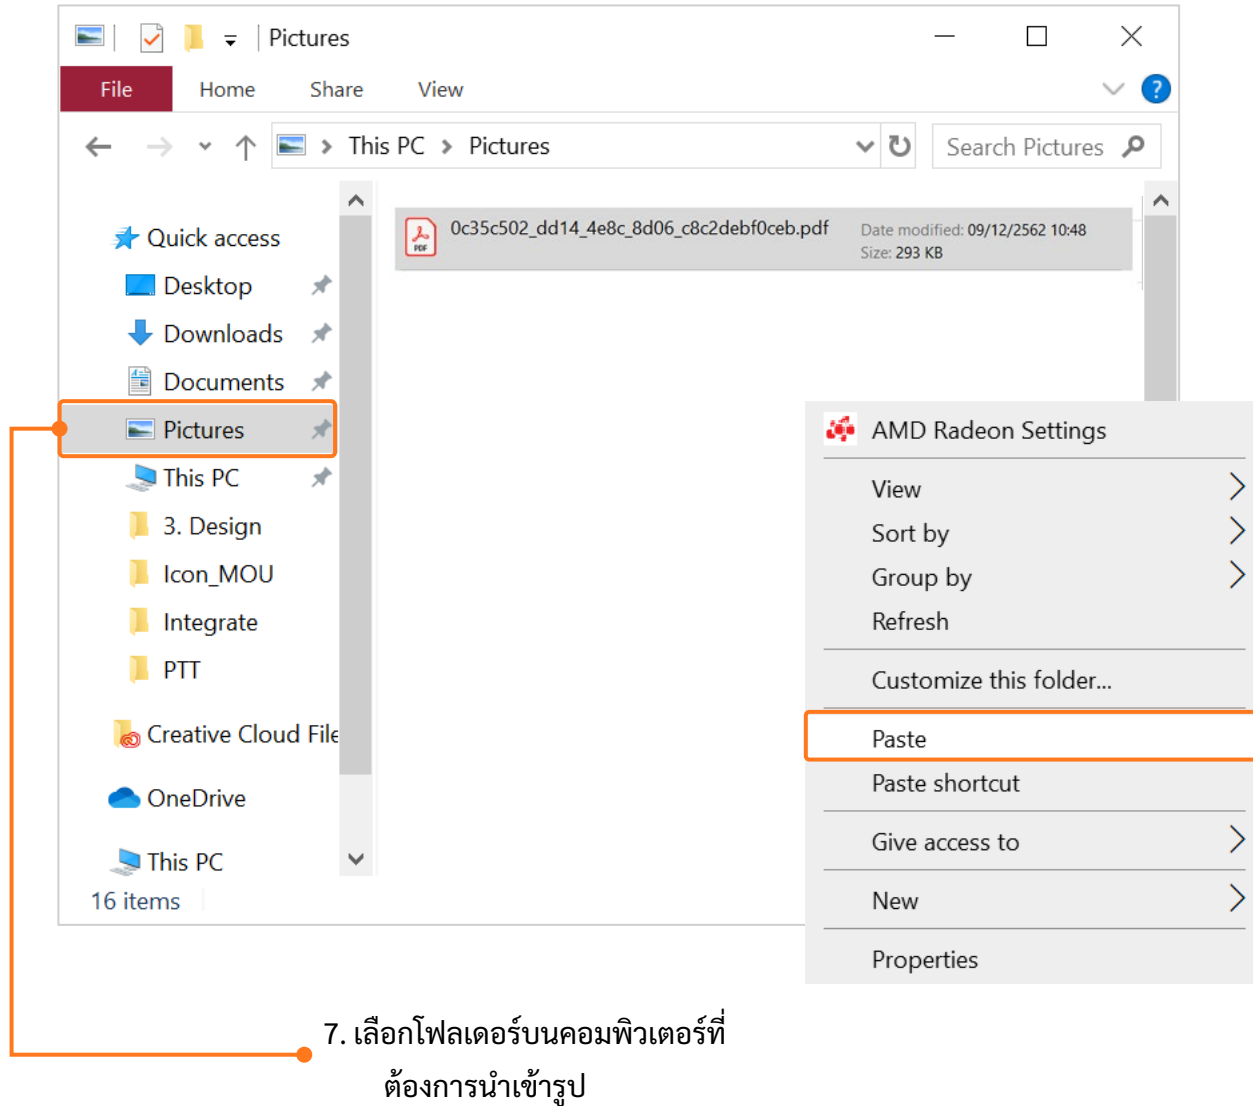 Pictures
File Home Share View
This PC > Pictures
Search Pictures
Quick access
Desktop
Downloads
Documents
Pictures
This PC
3. Design
Icon_MOU
Integrate
PTT
Creative Cloud File
OneDrive
This PC
16 items
0c35c502_dd14_4e8c_8d06_c8c2debf0ceb.pdf
PDF
Date modified: 09/12/2562 10:48
Size: 293 KB
AMD Radeon Settings
View
Sort by
Group by
Refresh
Customize this folder...
Paste
Paste shortcut
Give access to
New
Properties
7. เลือกโฟลเดอร์บนคอมพิวเตอร์ที่
ต้องการนำเข้ารูป